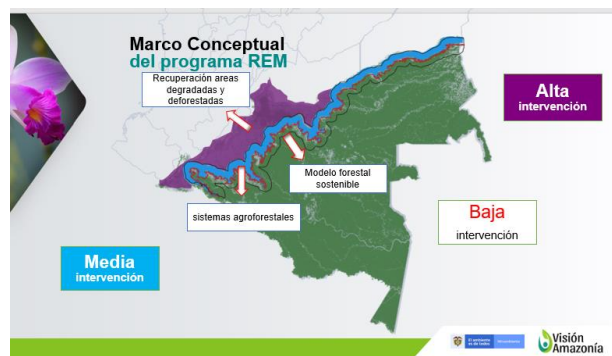 Marco Conceptual
del programa REM
Recuperación areas
degradadas y
deforestadas
Alta
intervención
Modelo forestal
sostenible
sistemas agroforestales
Baja
intervención
Media
intervención
Visión
Amazonía